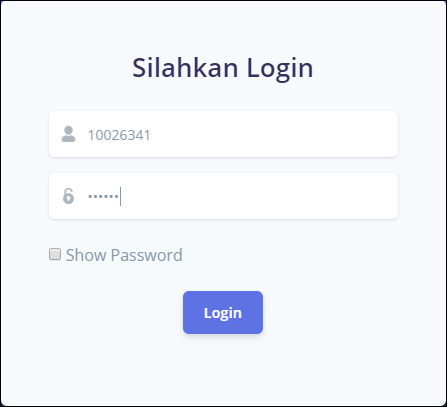 Silahkan Login
10026341
••••••
Show Password
Login